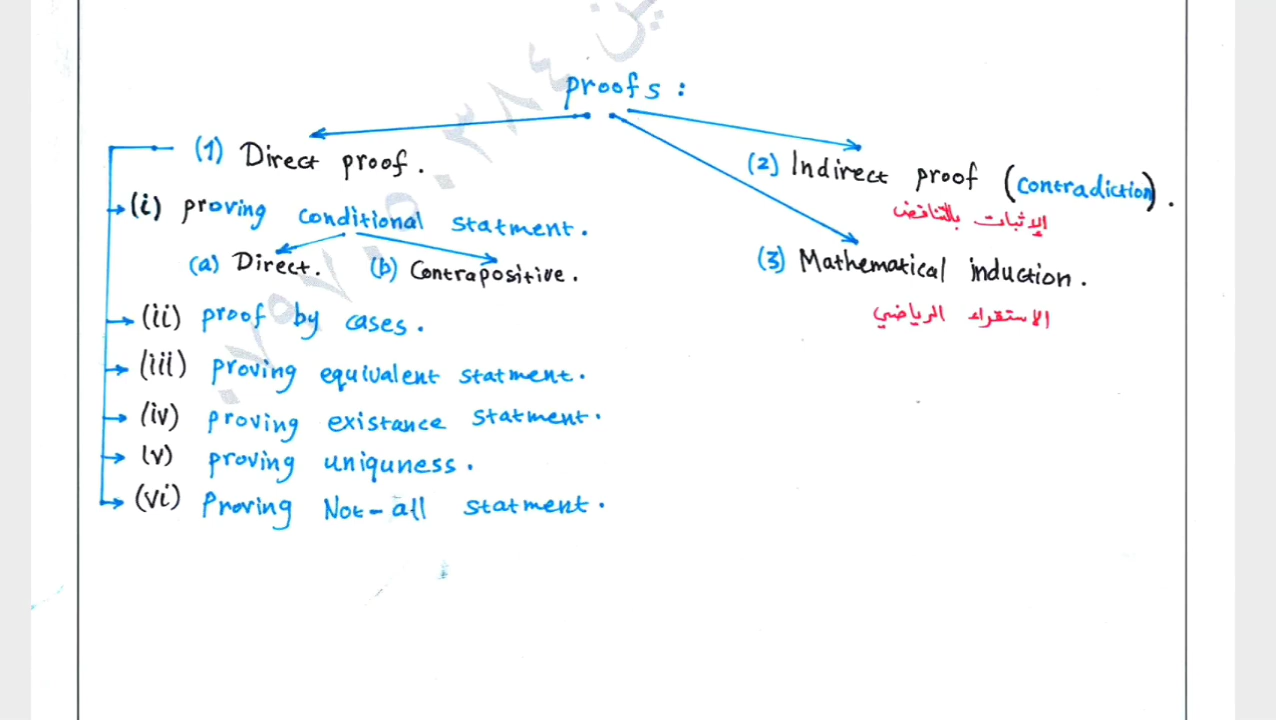 proofs :
(1) Direct proof .
(i) proving conditional statment .
(a) Direct . (b) Contrapositive .
(ii) proof by cases .
(iii) proving equivalent statment .
(iv) proving existance statment .
(v) proving uniquness .
(vi) Proving Not-all statment .
(2) Indirect proof (contradiction) .
الإثبات بالتناقض
(3) Mathematical induction .
الاستقراء الرياضي